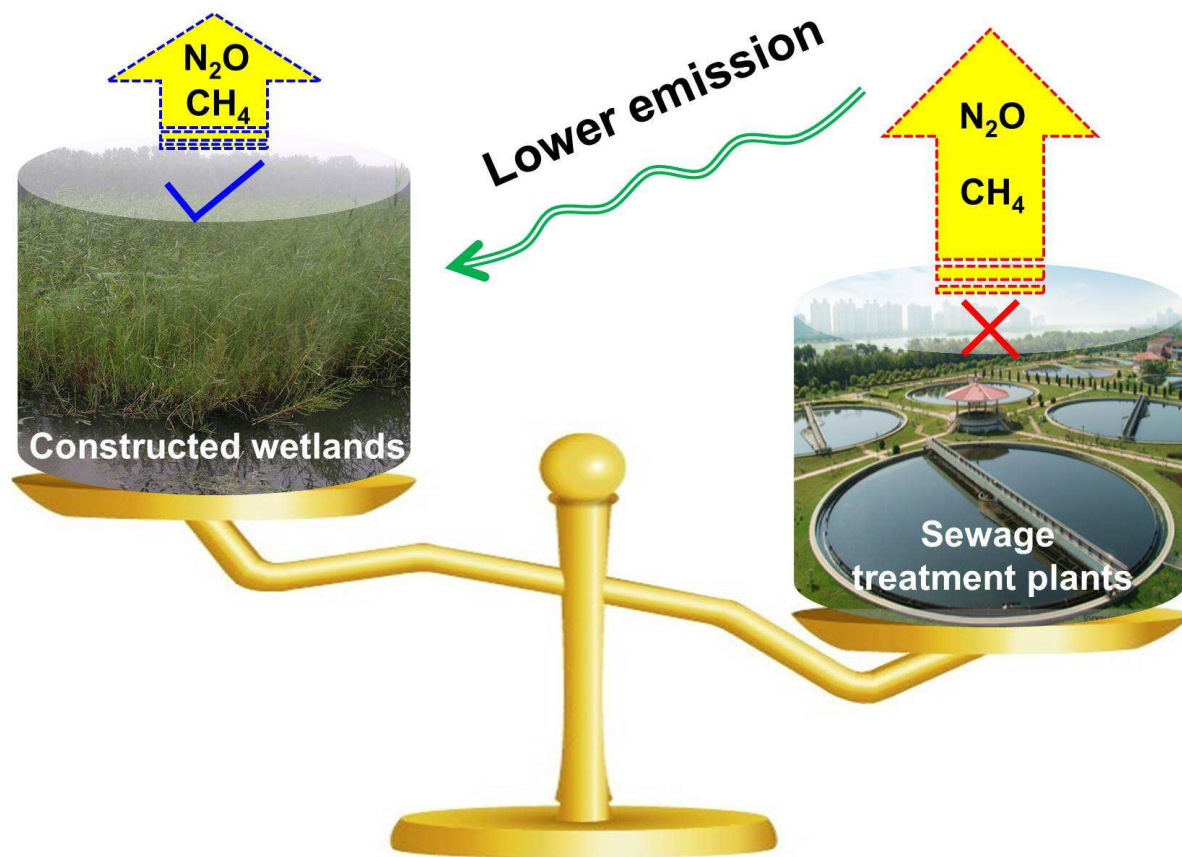 N₂O
CH₄
Lower emission
N₂O
CH₄
Constructed wetlands
Sewage
treatment plants